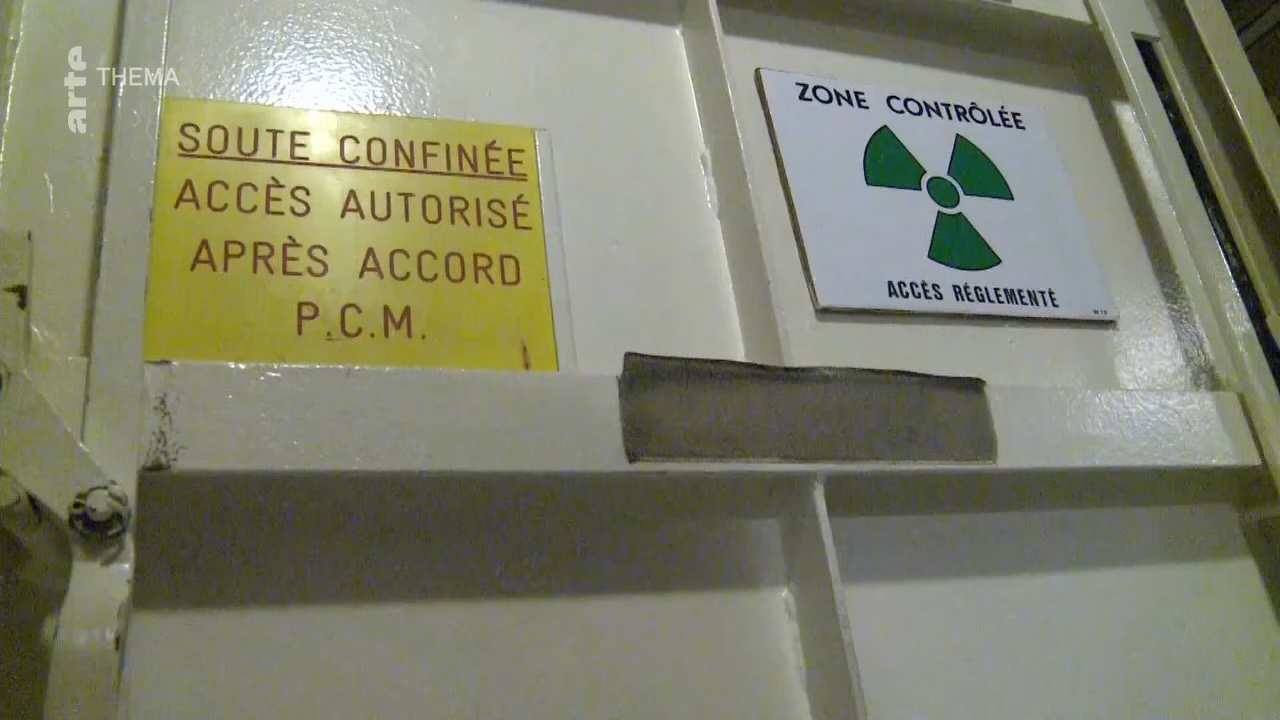 arte THEMA
SOUTE CONFINÉE
ACCÈS AUTORISÉ
APRÈS ACCORD
P.C.M.
ZONE CONTRÔLÉE
ACCÈS RÉGLEMENTÉ